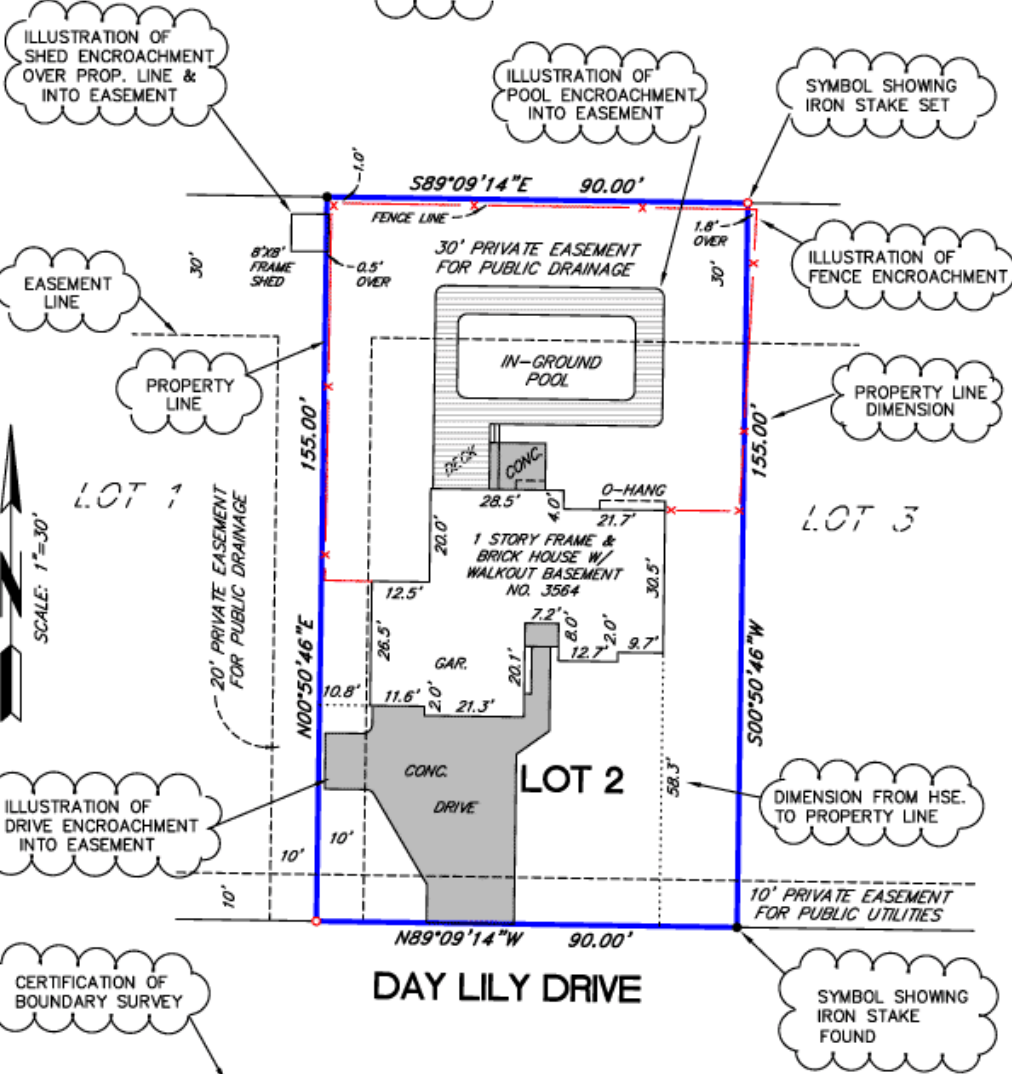 ILLUSTRATION OF
SHED ENCROACHMENT
OVER PROP. LINE &
INTO EASEMENT
ILLUSTRATION OF
POOL ENCROACHMENT
INTO EASEMENT
SYMBOL SHOWING
IRON STAKE SET
1.0'
S89°09'14"E 90.00'
FENCE LINE
1.8'
OVER
30' PRIVATE EASEMENT
FOR PUBLIC DRAINAGE
30'
8'X8'
FRAME
SHED
0.5'
OVER
30'
ILLUSTRATION OF
FENCE ENCROACHMENT
EASEMENT
LINE
IN-GROUND
POOL
PROPERTY
LINE
PROPERTY LINE
DIMENSION
155.00'
155.00'
DECK
CONC.
LOT 1
LOT 3
O-HANG
28.5'
4.0'
21.7'
20.0'
1 STORY FRAME &
BRICK HOUSE W/
WALKOUT BASEMENT
NO. 3564
30.5'
N
SCALE: 1"=30'
20' PRIVATE EASEMENT
FOR PUBLIC DRAINAGE
12.5'
26.5'
7.2'
8.0'
2.0'
12.7'
9.7'
GAR.
20.1'
N00°50'46"E
S00°50'46"W
10.8'
11.6'
2.0'
21.3'
CONC.
DRIVE
LOT 2
58.3'
DIMENSION FROM HSE.
TO PROPERTY LINE
ILLUSTRATION OF
DRIVE ENCROACHMENT
INTO EASEMENT
10'
10'
10'
10' PRIVATE EASEMENT
FOR PUBLIC UTILITIES
N89°09'14"W 90.00'
DAY LILY DRIVE
CERTIFICATION OF
BOUNDARY SURVEY
SYMBOL SHOWING
IRON STAKE
FOUND